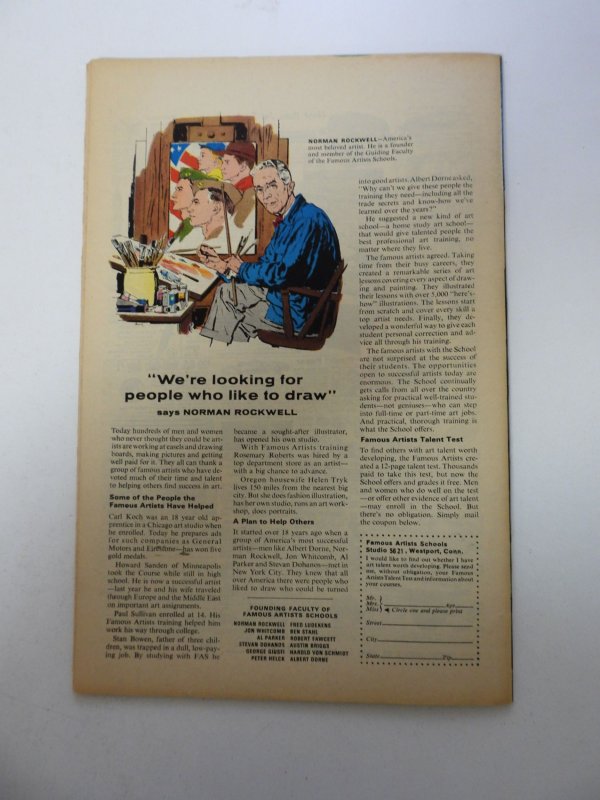 NORMAN ROCKWELL—America's
most beloved artist. He is a founder
and member of the Guiding Faculty
of the Famous Artists Schools.
"We're looking for
people who like to draw"
says NORMAN ROCKWELL
Today hundreds of men and women
who never thought they could be art-
ists are working at easels and drawing
boards, making pictures and getting
well paid for it. They all can thank a
group of famous artists who have de-
voted much of their time and talent
to helping others find success in art.
Some of the People the
Famous Artists Have Helped
Carl Koch was an 18 year old ap-
prentice in a Chicago art studio when
he enrolled. Today he prepares ads
for such companies as General
Motors and Firestone—has won five
gold medals.
Howard Sanden of Minneapolis
took the Course while still in high
school. He is now a successful artist
—last year he and his wife traveled
through Europe and the Middle East
on important art assignments.
Paul Sullivan enrolled at 14. His
Famous Artists training helped him
work his way through college.
Stan Bowen, father of three chil-
dren, was trapped in a dull, low-pay-
ing job. By studying with FAS he
became a sought-after illustrator,
has opened his own studio.
With Famous Artists training
Rosemary Roberts was hired by a
top department store as an artist—
with a big chance to advance.
Oregon housewife Helen Tryk
lives 150 miles from the nearest big
city. But she does fashion illustration,
has her own studio, runs an art work-
shop, does portraits.
A Plan to Help Others
It started over 18 years ago when a
group of America's most successful
artists—men like Albert Dorne, Nor-
man Rockwell, Jon Whitcomb, Al
Parker and Stevan Dohanos—met in
New York City. They knew that all
over America there were people who
liked to draw who could be turned
FOUNDING FACULTY OF
FAMOUS ARTISTS SCHOOLS
NORMAN ROCKWELL FRED LUDEKENS
JON WHITCOMB BEN STAHL
AL PARKER ROBERT FAWCETT
STEVAN DOHANOS AUSTIN BRIGGS
GEORGE GIUSTI HAROLD VON SCHMIDT
PETER HELCK ALBERT DORNE
into good artists. Albert Dorne asked,
"Why can't we give these people the
training they need—including all the
trade secrets and know-how we've
learned over the years?"
He suggested a new kind of art
school—a home study art school—
that would give talented people the
best professional art training, no
matter where they live.
The famous artists agreed. Taking
time from their busy careers, they
created a remarkable series of art
lessons covering every aspect of draw-
ing and painting. They illustrated
their lessons with over 5,000 "here's-
how" illustrations. The lessons start
from scratch and cover every skill a
top artist needs. Finally, they de-
veloped a wonderful way to give each
student personal correction and ad-
vice all through his training.
The famous artists with the School
are not surprised at the success of
their students. The opportunities
open to successful artists today are
enormous. The School continually
gets calls from all over the country
asking for practical well-trained stu-
dents—not geniuses—who can step
into full-time or part-time art jobs.
And practical, thorough training is
what the School offers.
Famous Artists Talent Test
To find others with art talent worth
developing, the Famous Artists cre-
ated a 12-page talent test. Thousands
paid to take this test, but now the
School offers and grades it free. Men
and women who do well on the test
—or offer other evidence of art talent
—may enroll in the School. But
there's no obligation. Simply mail
the coupon below.
Famous Artists Schools
Studio 5621, Westport, Conn.
I would like to find out whether I have
art talent worth developing. Please send
me, without obligation, your Famous
Artists Talent Test and information about
your courses.
Mr.
Mrs. Age
Miss Circle one and please print
Street
City
State Zip